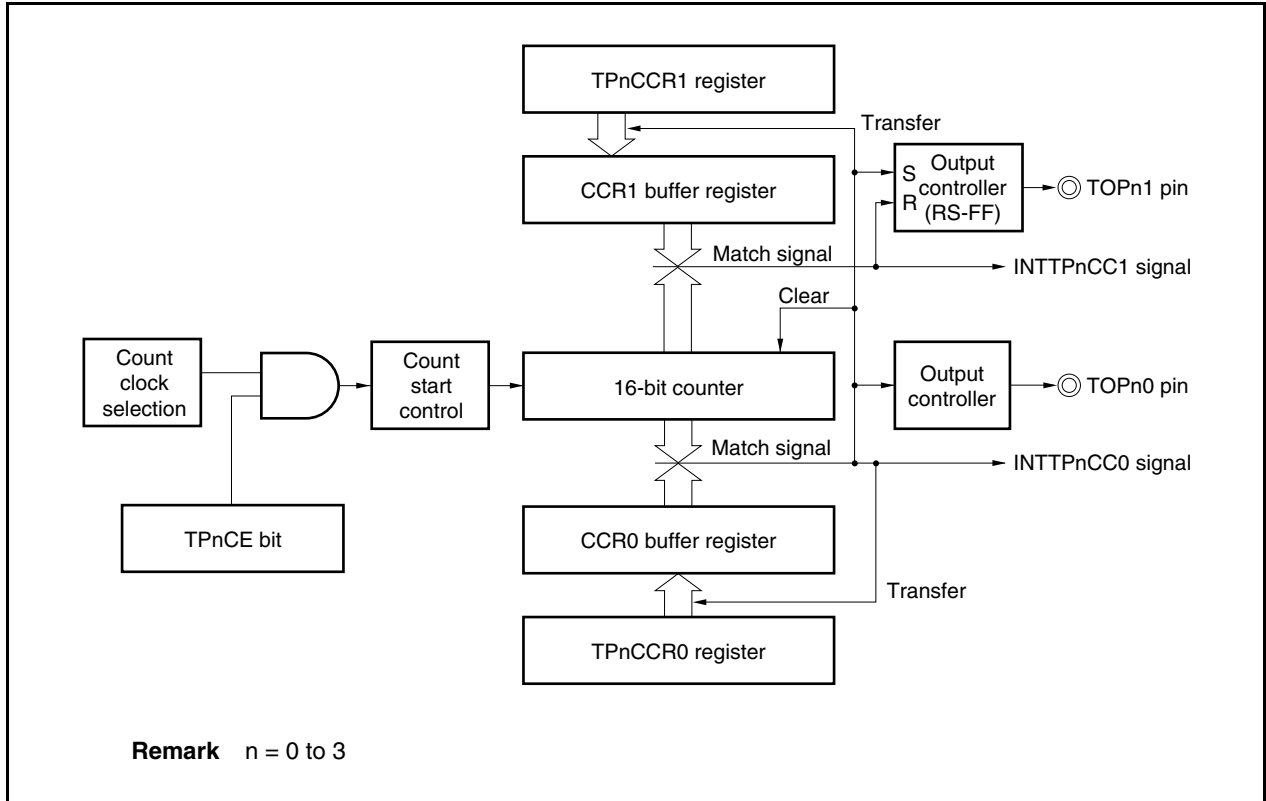 TPnCCR1 register
Transfer
CCR1 buffer register
S
R
Output
controller
(RS-FF)
TOPn1 pin
Match signal
INTTPnCC1 signal
Clear
Count
clock
selection
Count
start
control
16-bit counter
Output
controller
TOPn0 pin
Match signal
INTTPnCC0 signal
TPnCE bit
CCR0 buffer register
Transfer
TPnCCR0 register
Remark n = 0 to 3